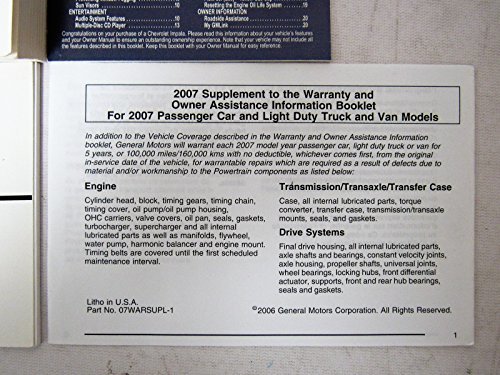 Sun Visors 10
ENTERTAINMENT
Audio System Features 10
Multiple-Disc CD Player 13
Resetting the Engine Oil Life System 19
OWNER INFORMATION
Roadside Assistance 20
My GMLink 20
Congratulations on your purchase of a Chevrolet Impala. Please read this information about your vehicle's features
and your Owner Manual to ensure an outstanding ownership experience. Note that your vehicle may not include all
the features described in this booklet. Keep this booklet with your Owner Manual for easy reference.
2007 Supplement to the Warranty and
Owner Assistance Information Booklet
For 2007 Passenger Car and Light Duty Truck and Van Models
In addition to the Vehicle Coverage described in the Warranty and Owner Assistance Information
booklet, General Motors will warrant each 2007 model year passenger car, light duty truck or van for
5 years, or 100,000 miles/160,000 kms with no deductible, whichever comes first, from the original
in-service date of the vehicle, for warrantable repairs which are required as a result of defects due to
material and/or workmanship to the Powertrain components as listed below:
Engine
Cylinder head, block, timing gears, timing chain,
timing cover, oil pump/oil pump housing,
OHC carriers, valve covers, oil pan, seals, gaskets,
turbocharger, supercharger and all internal
lubricated parts as well as manifolds, flywheel,
water pump, harmonic balancer and engine mount.
Timing belts are covered until the first scheduled
maintenance interval.
Transmission/Transaxle/Transfer Case
Case, all internal lubricated parts, torque
converter, transfer case, transmission/transaxle
mounts, seals, and gaskets.
Drive Systems
Final drive housing, all internal lubricated parts,
axle shafts and bearings, constant velocity joints,
axle housing, propeller shafts, universal joints,
wheel bearings, locking hubs, front differential
actuator, supports, front and rear hub bearings,
seals and gaskets.
Litho in U.S.A.
Part No. 07WARSUPL-1
©2006 General Motors Corporation. All Rights Reserved.
1